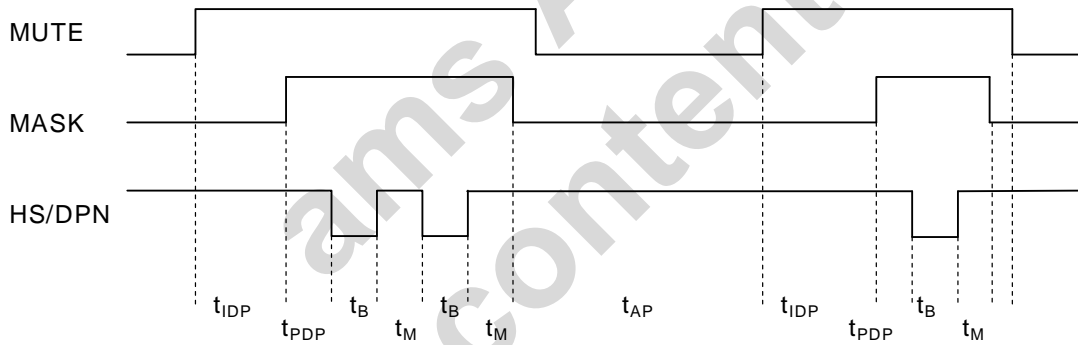 MUTE
MASK
HS/DPN
tIDP tB tB tAP tIDP tB
tPDP tM tM tPDP tM
ams A
content